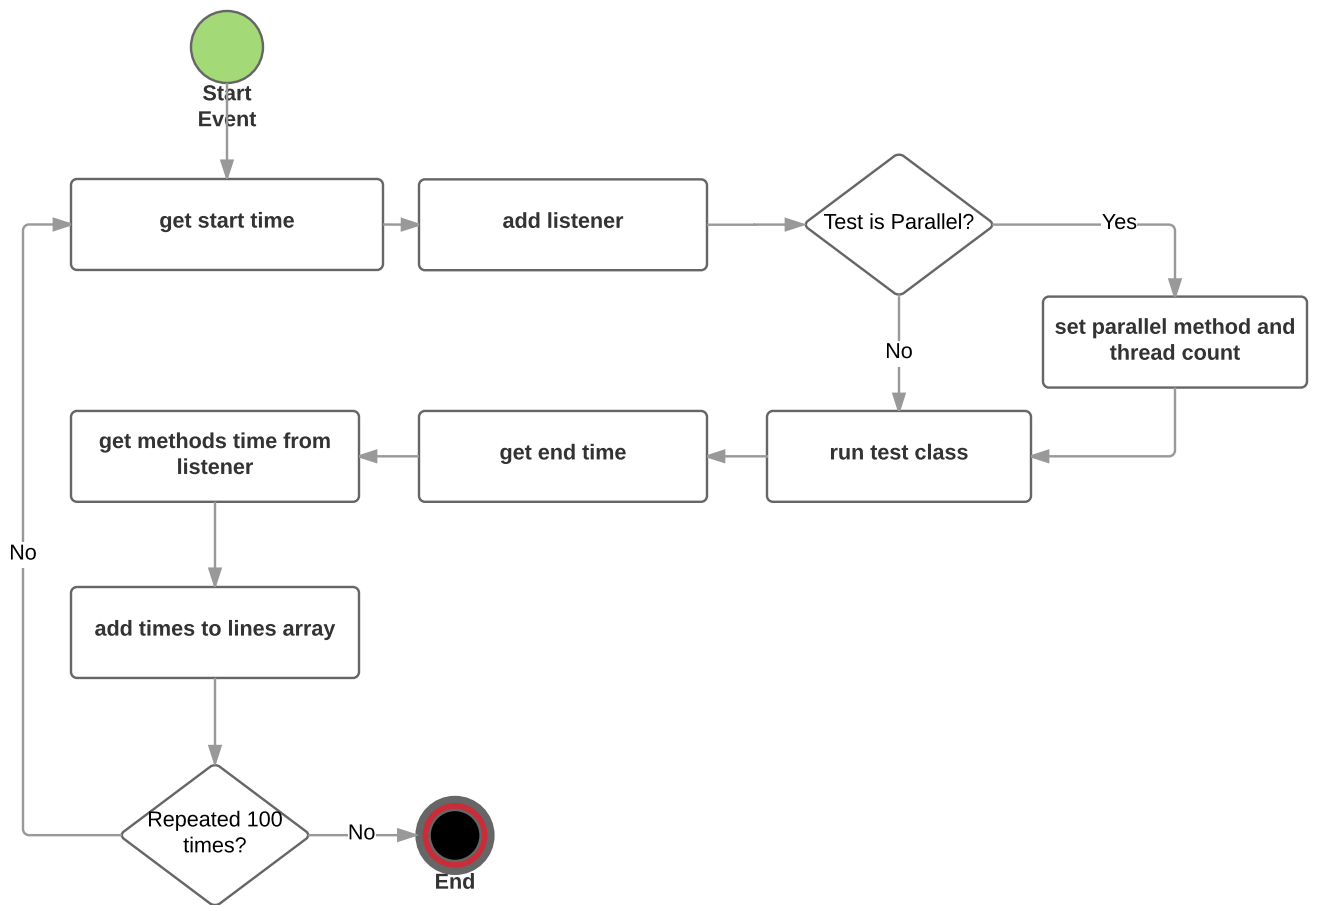 Start
Event
get start time
add listener
Test is Parallel?
Yes
set parallel method and
thread count
No
run test class
get end time
get methods time from
listener
No
add times to lines array
Repeated 100
times?
No
End